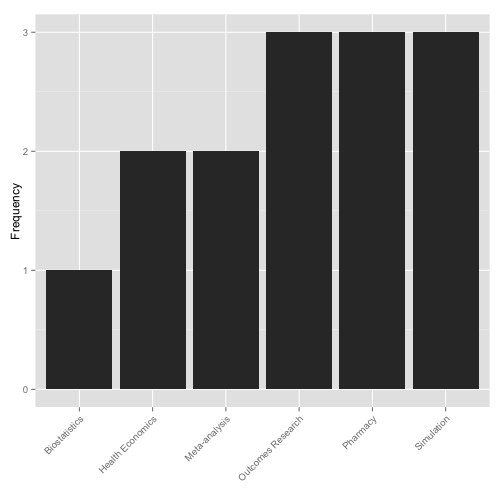 3
2
1
0
Frequency
Biostatistics
Health Economics
Meta-analysis
Outcomes Research
Pharmacy
Simulation